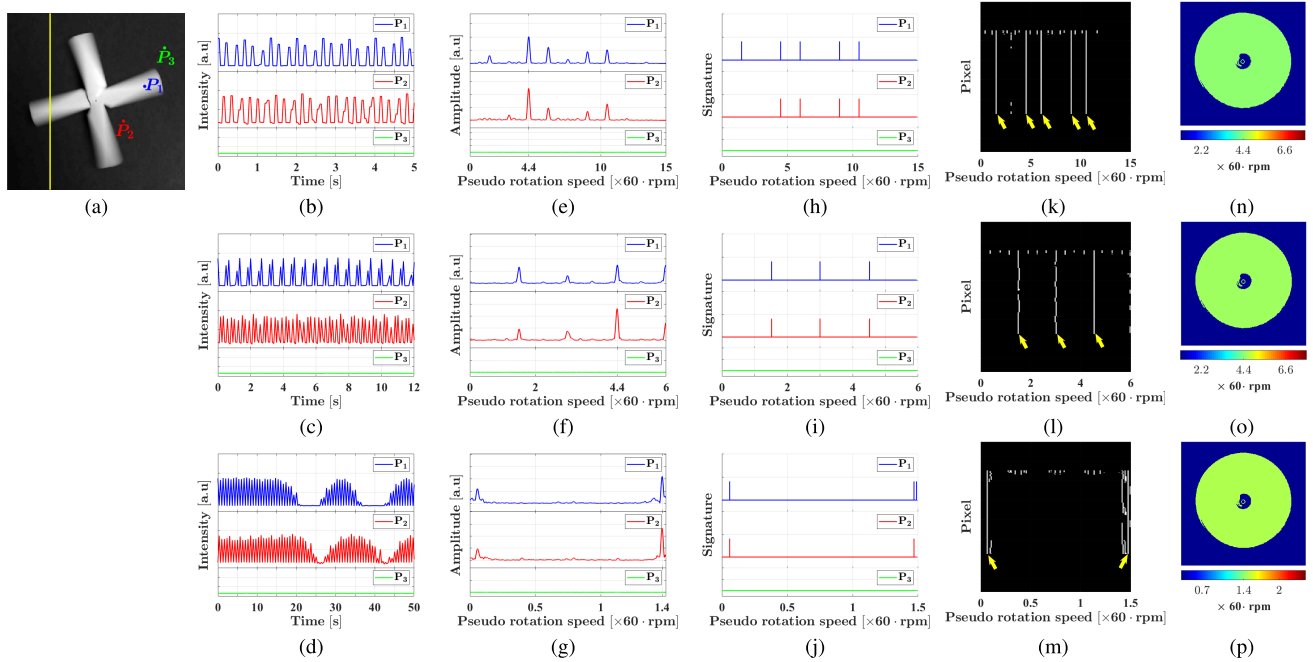 Ṗ₃
P₁
Ṗ₂
(a)
Intensity [a.u]
P₁
P₂
P₃
0 1 2 3 4 5
Time [s]
(b)
Amplitude [a.u]
P₁
P₂
P₃
0 4.4 10 15
Pseudo rotation speed [×60 · rpm]
(e)
Signature
P₁
P₂
P₃
0 5 10 15
Pseudo rotation speed [×60 · rpm]
(h)
Pixel
0 5 10 15
Pseudo rotation speed [×60 · rpm]
(k)
2.2 4.4 6.6
× 60· rpm
(n)
Intensity [a.u]
P₁
P₂
P₃
0 2 4 6 8 10 12
Time [s]
(c)
Amplitude [a.u]
P₁
P₂
P₃
0 2 4.4 6
Pseudo rotation speed [×60 · rpm]
(f)
Signature
P₁
P₂
P₃
0 2 4 6
Pseudo rotation speed [×60 · rpm]
(i)
Pixel
0 2 4 6
Pseudo rotation speed [×60 · rpm]
(l)
2.2 4.4 6.6
× 60· rpm
(o)
Intensity [a.u]
P₁
P₂
P₃
0 10 20 30 40 50
Time [s]
(d)
Amplitude [a.u]
P₁
P₂
P₃
0 0.5 1 1.4
Pseudo rotation speed [×60 · rpm]
(g)
Signature
P₁
P₂
P₃
0 0.5 1 1.5
Pseudo rotation speed [×60 · rpm]
(j)
Pixel
0 0.5 1 1.5
Pseudo rotation speed [×60 · rpm]
(m)
0.7 1.4 2
× 60· rpm
(p)